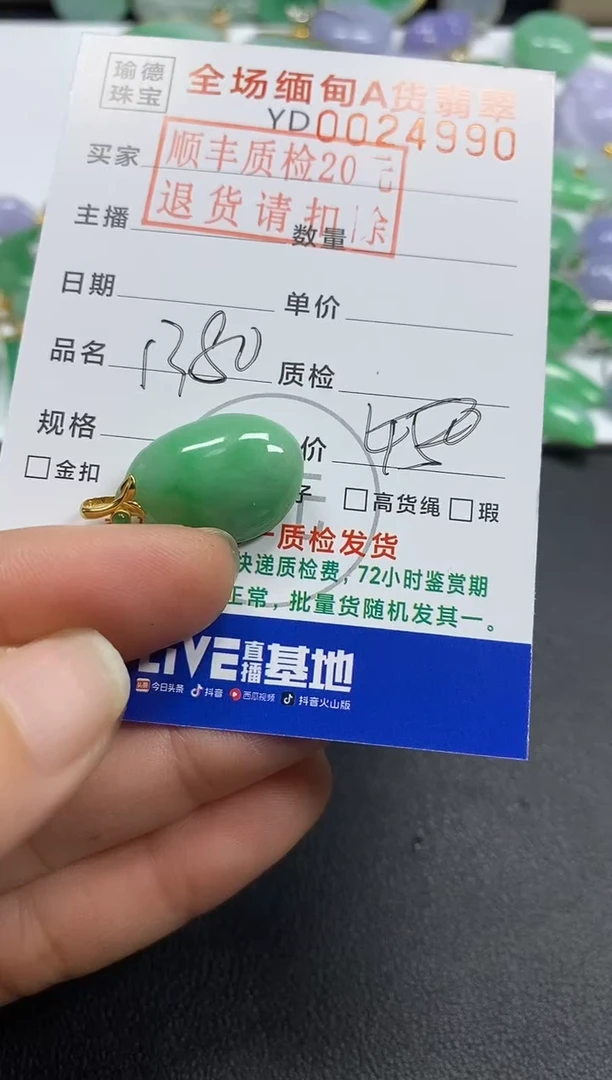 瑜德
珠宝
全场缅甸A货翡翠
YD0024990
买家
顺丰质检20元
退货请扣除
主播
数量
日期
单价
品名 1380 质检
规格 价 450
金扣 子 高货绳 瑕
一质检发货
快递质检费，72小时鉴赏期
正常，批量货随机发其一。
LIVE直播基地
头条 今日头条 抖音 西瓜视频 抖音火山版